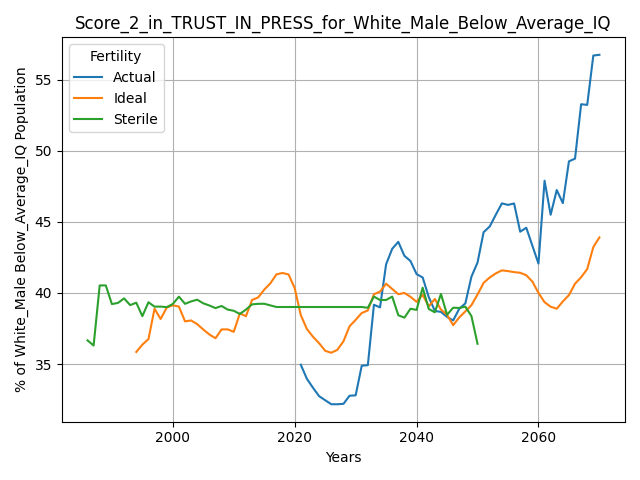 Score_2_in_TRUST_IN_PRESS_for_White_Male_Below_Average_IQ
Fertility
Actual
Ideal
Sterile
% of White_Male Below_Average_IQ Population
55
50
45
40
35
2000
2020
2040
2060
Years